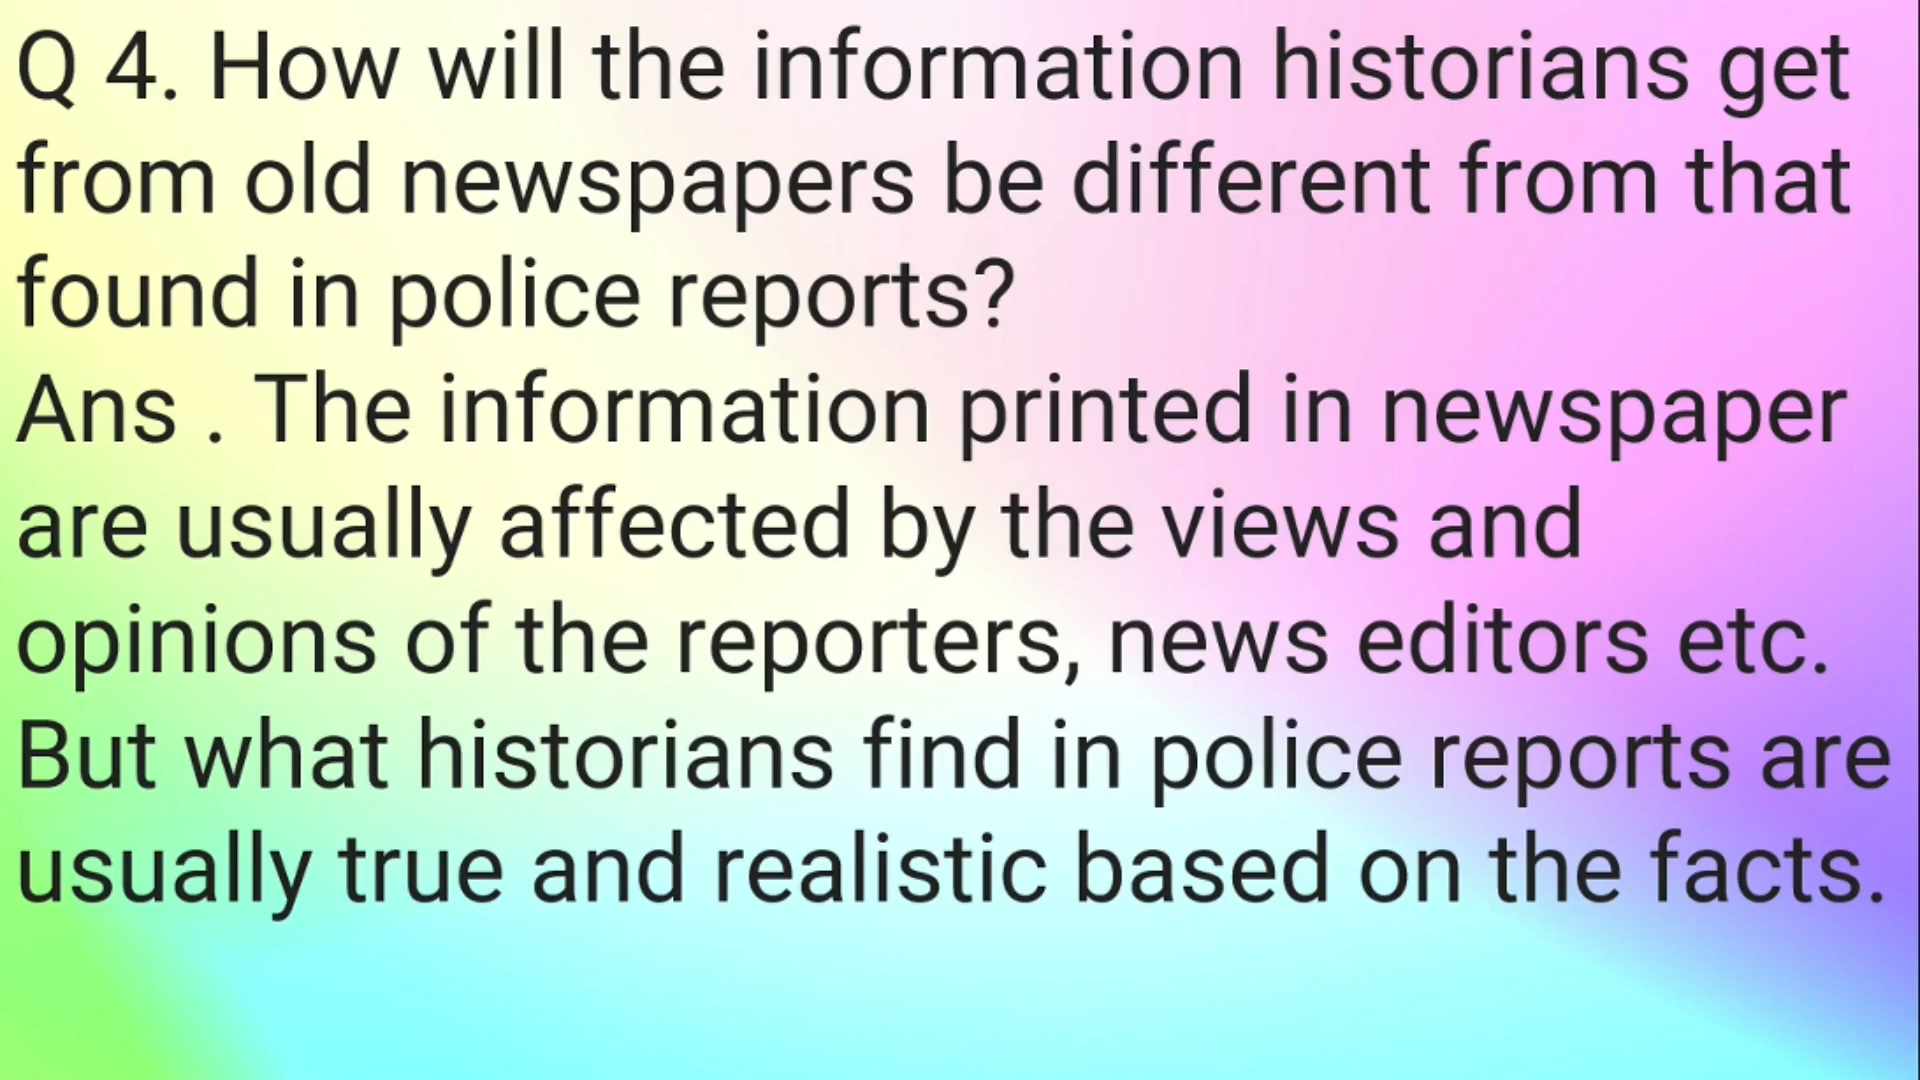 Q 4. How will the information historians get
from old newspapers be different from that
found in police reports?
Ans . The information printed in newspaper
are usually affected by the views and
opinions of the reporters, news editors etc.
But what historians find in police reports are
usually true and realistic based on the facts.